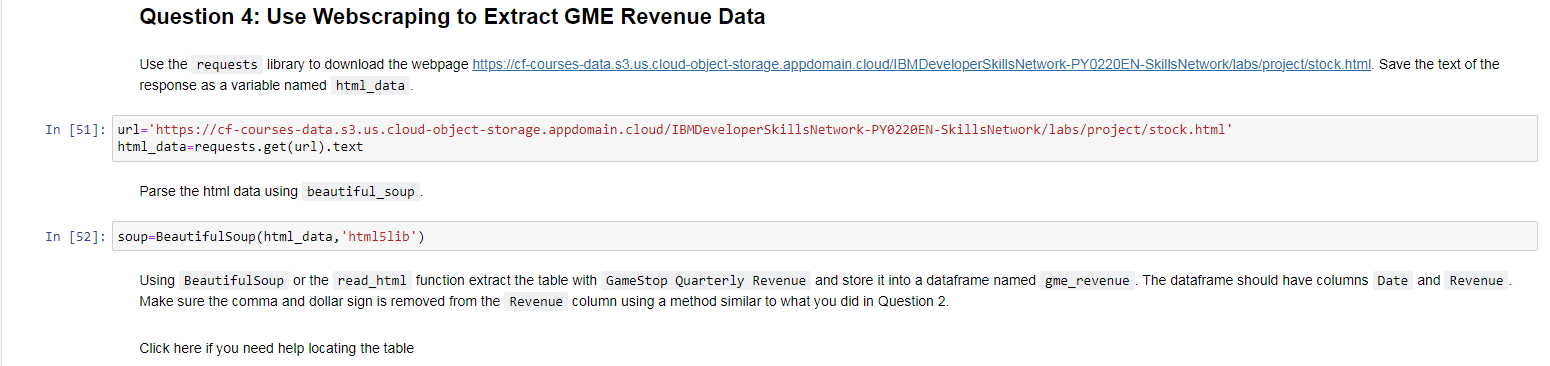 Question 4: Use Webscraping to Extract GME Revenue Data
Use the requests library to download the webpage https://cf-courses-data.s3.us.cloud-object-storage.appdomain.cloud/IBMDeveloperSkillsNetwork-PY0220EN-SkillsNetwork/labs/project/stock.html. Save the text of the
response as a variable named html_data.
In [51]: url='https://cf-courses-data.s3.us.cloud-object-storage.appdomain.cloud/IBMDeveloperSkillsNetwork-PY0220EN-SkillsNetwork/labs/project/stock.html'
html_data=requests.get(url).text
Parse the html data using beautiful_soup.
In [52]: soup=BeautifulSoup(html_data,'html5lib')
Using BeautifulSoup or the read_html function extract the table with GameStop Quarterly Revenue and store it into a dataframe named gme_revenue. The dataframe should have columns Date and Revenue.
Make sure the comma and dollar sign is removed from the Revenue column using a method similar to what you did in Question 2.
Click here if you need help locating the table